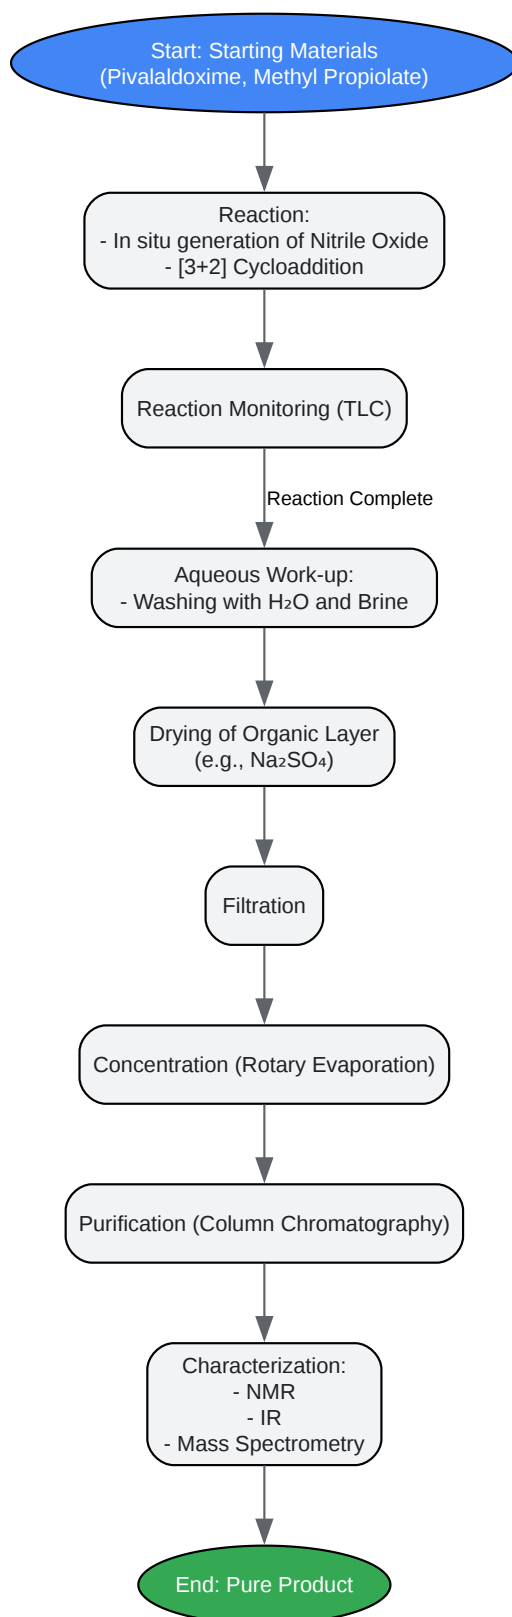 Start: Starting Materials
(Pivalaldoxime, Methyl Propiolate)
Reaction:
- In situ generation of Nitrile Oxide
- [3+2] Cycloaddition
Reaction Monitoring (TLC)
Reaction Complete
Aqueous Work-up:
- Washing with H₂O and Brine
Drying of Organic Layer
(e.g., Na₂SO₄)
Filtration
Concentration (Rotary Evaporation)
Purification (Column Chromatography)
Characterization:
- NMR
- IR
- Mass Spectrometry
End: Pure Product